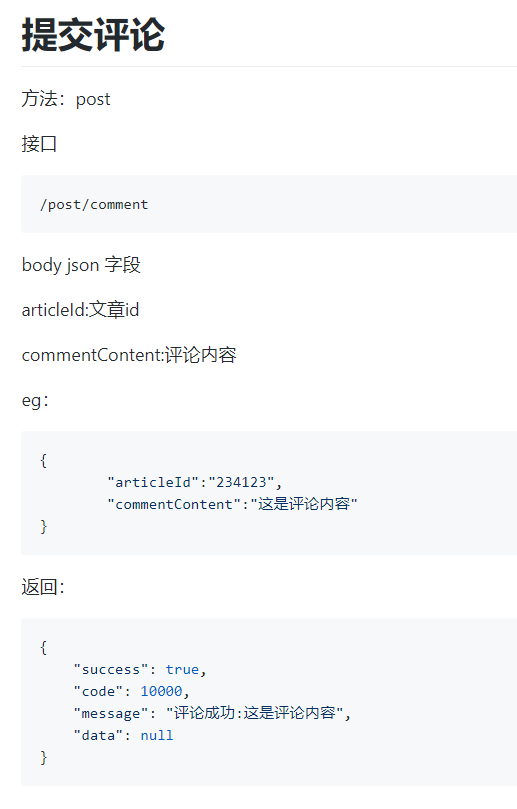 提交评论
方法：post
接口
/post/comment
body json 字段
articleId:文章id
commentContent:评论内容
eg：
{
        "articleId":"234123",
        "commentContent":"这是评论内容"
}
返回：
{
    "success": true,
    "code": 10000,
    "message": "评论成功:这是评论内容",
    "data": null
}